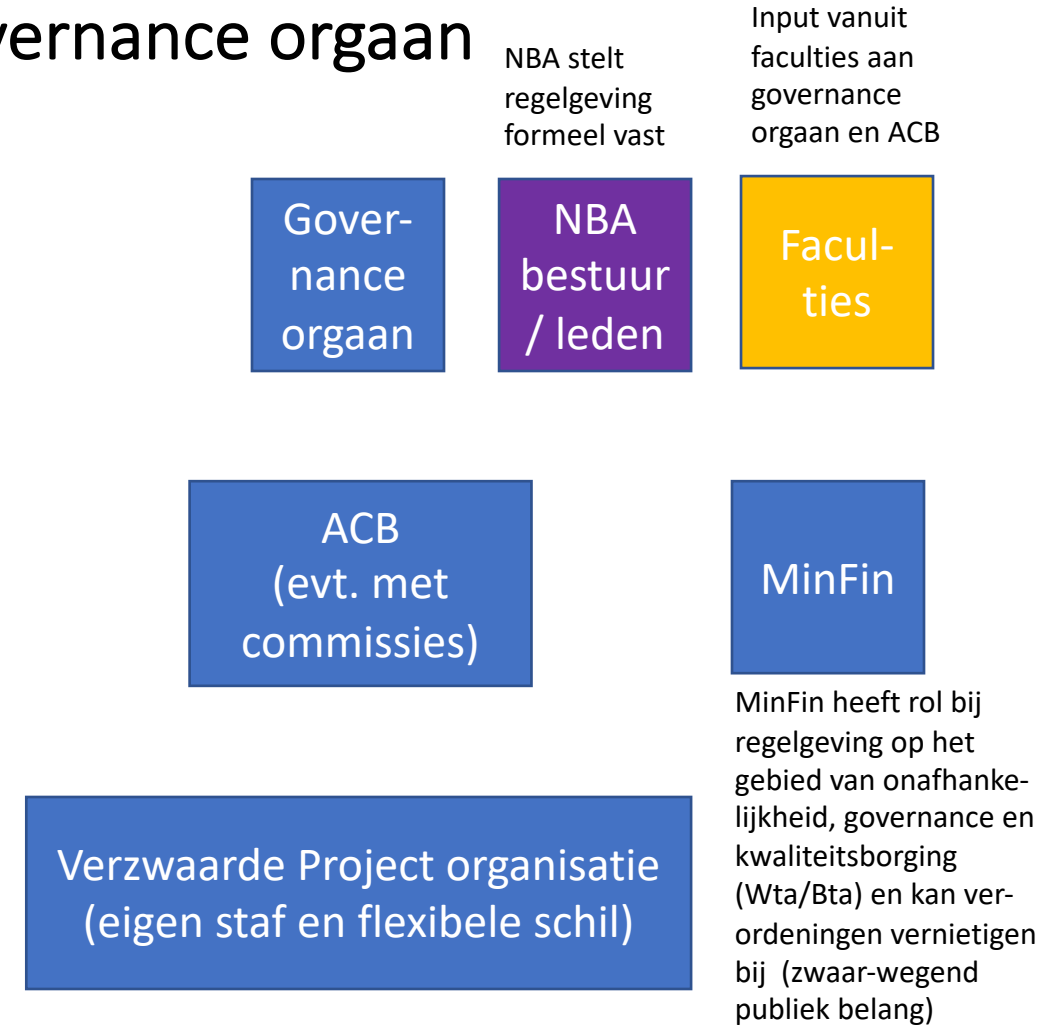 vernance orgaan
NBA stelt
regelgeving
formeel vast
Input vanuit
faculties aan
governance
orgaan en ACB
Gover-
nance
orgaan
NBA
bestuur
/ leden
Facul-
ties
ACB
(evt. met
commissies)
MinFin
MinFin heeft rol bij
regelgeving op het
gebied van onafhanke-
lijkheid, governance en
kwaliteitsborging
(Wta/Bta) en kan ver-
ordeningen vernietigen
bij  (zwaar-wegend
publiek belang)
Verzwaarde Project organisatie
(eigen staf en flexibele schil)